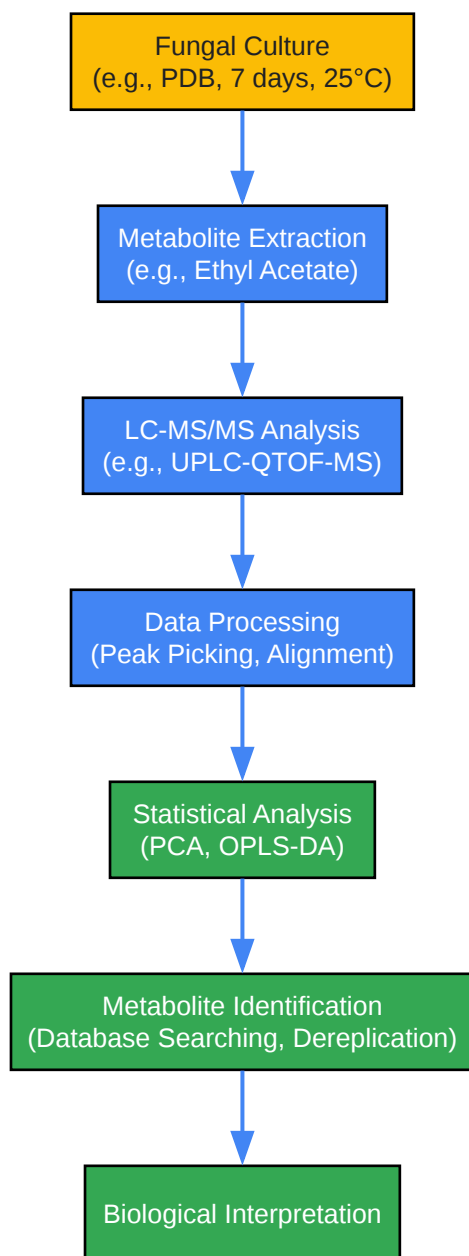 Fungal Culture
(e.g., PDB, 7 days, 25°C)
Metabolite Extraction
(e.g., Ethyl Acetate)
LC-MS/MS Analysis
(e.g., UPLC-QTOF-MS)
Data Processing
(Peak Picking, Alignment)
Statistical Analysis
(PCA, OPLS-DA)
Metabolite Identification
(Database Searching, Dereplication)
Biological Interpretation